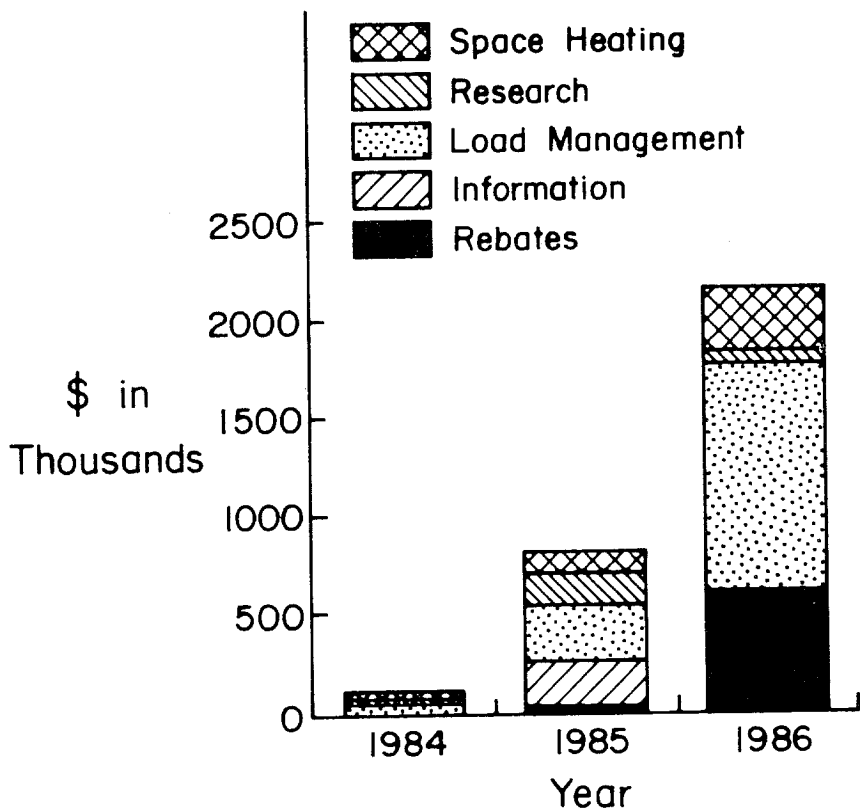 Space Heating
Research
Load Management
Information
Rebates
2500
2000
1500
1000
500
0
$ in
Thousands
1984 1985 1986
Year